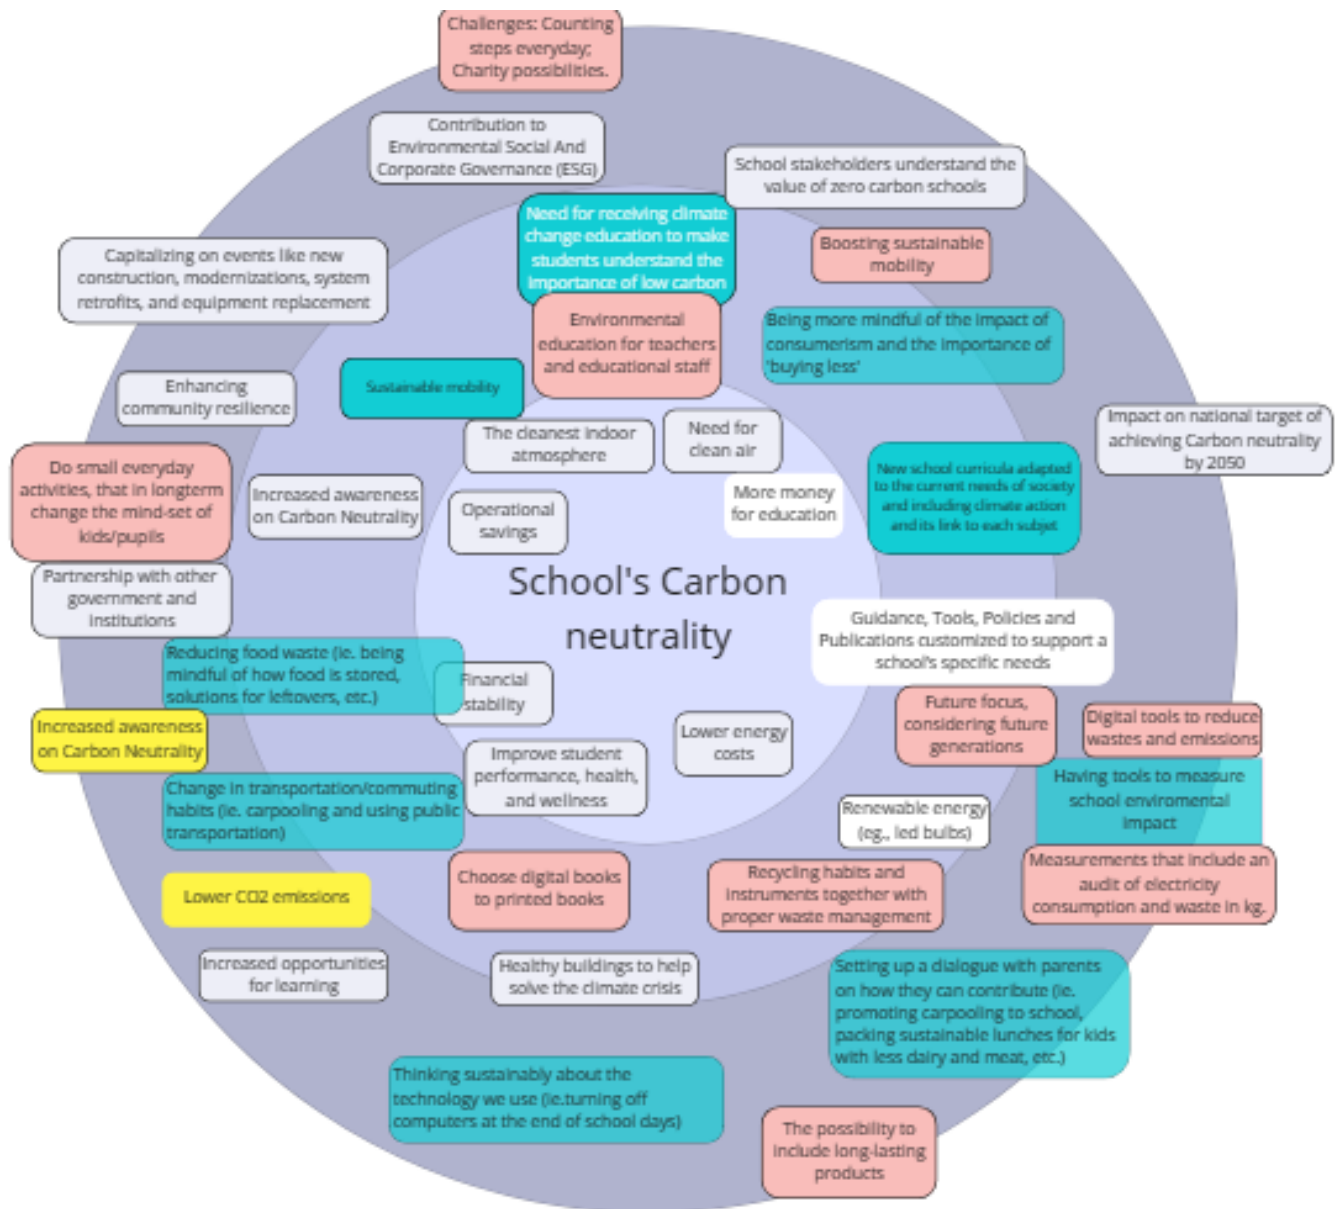 Challenges: Counting
steps everyday;
Charity possibilities.
Contribution to
Environmental Social And
Corporate Governance (ESG)
School stakeholders understand the
value of zero carbon schools
Need for receiving climate
change education to make
students understand the
importance of low carbon
Boosting sustainable
mobility
Capitalizing on events like new
construction, modernizations, system
retrofits, and equipment replacement
Environmental
education for teachers
and educational staff
Being more mindful of the impact of
consumerism and the importance of
'buying less'
Sustainable mobility
Enhancing
community resilience
The cleanest indoor
atmosphere
Need for
clean air
Impact on national target of
achieving Carbon neutrality
by 2050
Do small everyday
activities, that in longterm
change the mind-set of
kids/pupils
Increased awareness
on Carbon Neutrality
Operational
savings
More money
for education
New school curricula adapted
to the current needs of society
and including climate action
and its link to each subjet
Partnership with other
government and
institutions
School's Carbon
neutrality
Guidance, Tools, Policies and
Publications customized to support a
school's specific needs
Reducing food waste (ie. being
mindful of how food is stored,
solutions for leftovers, etc.)
Financial
stability
Increased awareness
on Carbon Neutrality
Lower energy
costs
Future focus,
considering future
generations
Digital tools to reduce
wastes and emissions
Improve student
performance, health,
and wellness
Having tools to measure
school enviromental
impact
Change in transportation/commuting
habits (ie. carpooling and using public
transportation)
Renewable energy
(eg., led bulbs)
Measurements that include an
audit of electricity
consumption and waste in kg.
Lower CO2 emissions
Choose digital books
to printed books
Recycling habits and
instruments together with
proper waste management
Increased opportunities
for learning
Healthy buildings to help
solve the climate crisis
Setting up a dialogue with parents
on how they can contribute (ie.
promoting carpooling to school,
packing sustainable lunches for kids
with less dairy and meat, etc.)
Thinking sustainably about the
technology we use (ie.turning off
computers at the end of school days)
The possibility to
include long-lasting
products